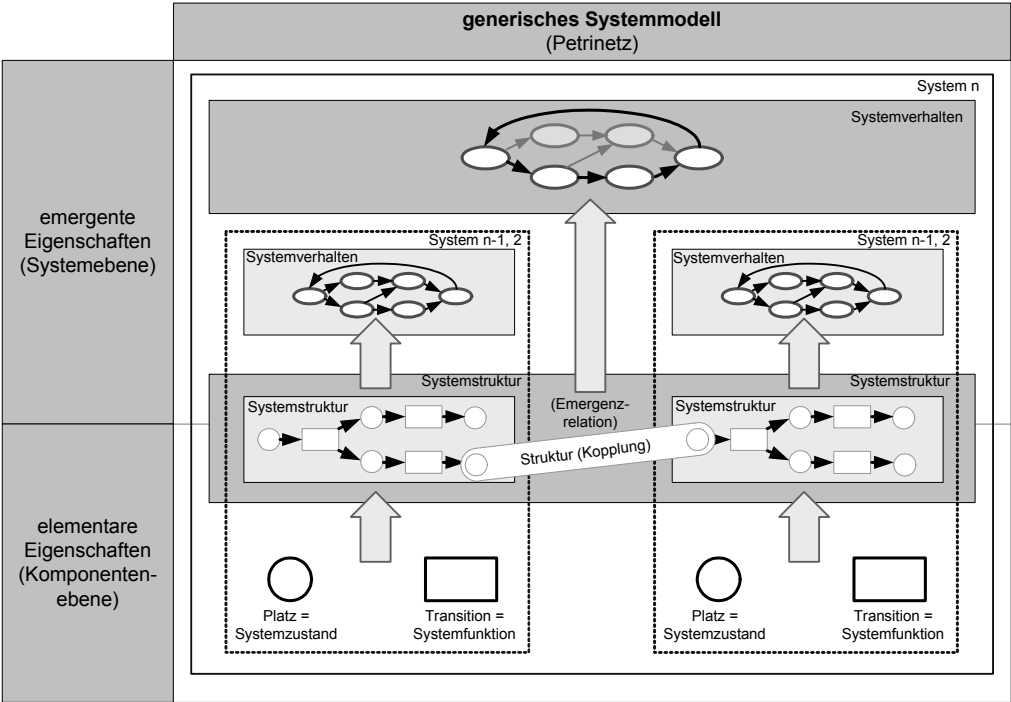 generisches Systemmodell
(Petrinetz)
System n
Systemverhalten
emergente
Eigenschaften
(Systemebene)
System n-1, 2
Systemverhalten
System n-1, 2
Systemverhalten
Systemstruktur
Systemstruktur
Systemstruktur
(Emergenz-
relation)
Systemstruktur
Struktur (Kopplung)
elementare
Eigenschaften
(Komponenten-
ebene)
Platz =
Systemzustand
Transition =
Systemfunktion
Platz =
Systemzustand
Transition =
Systemfunktion